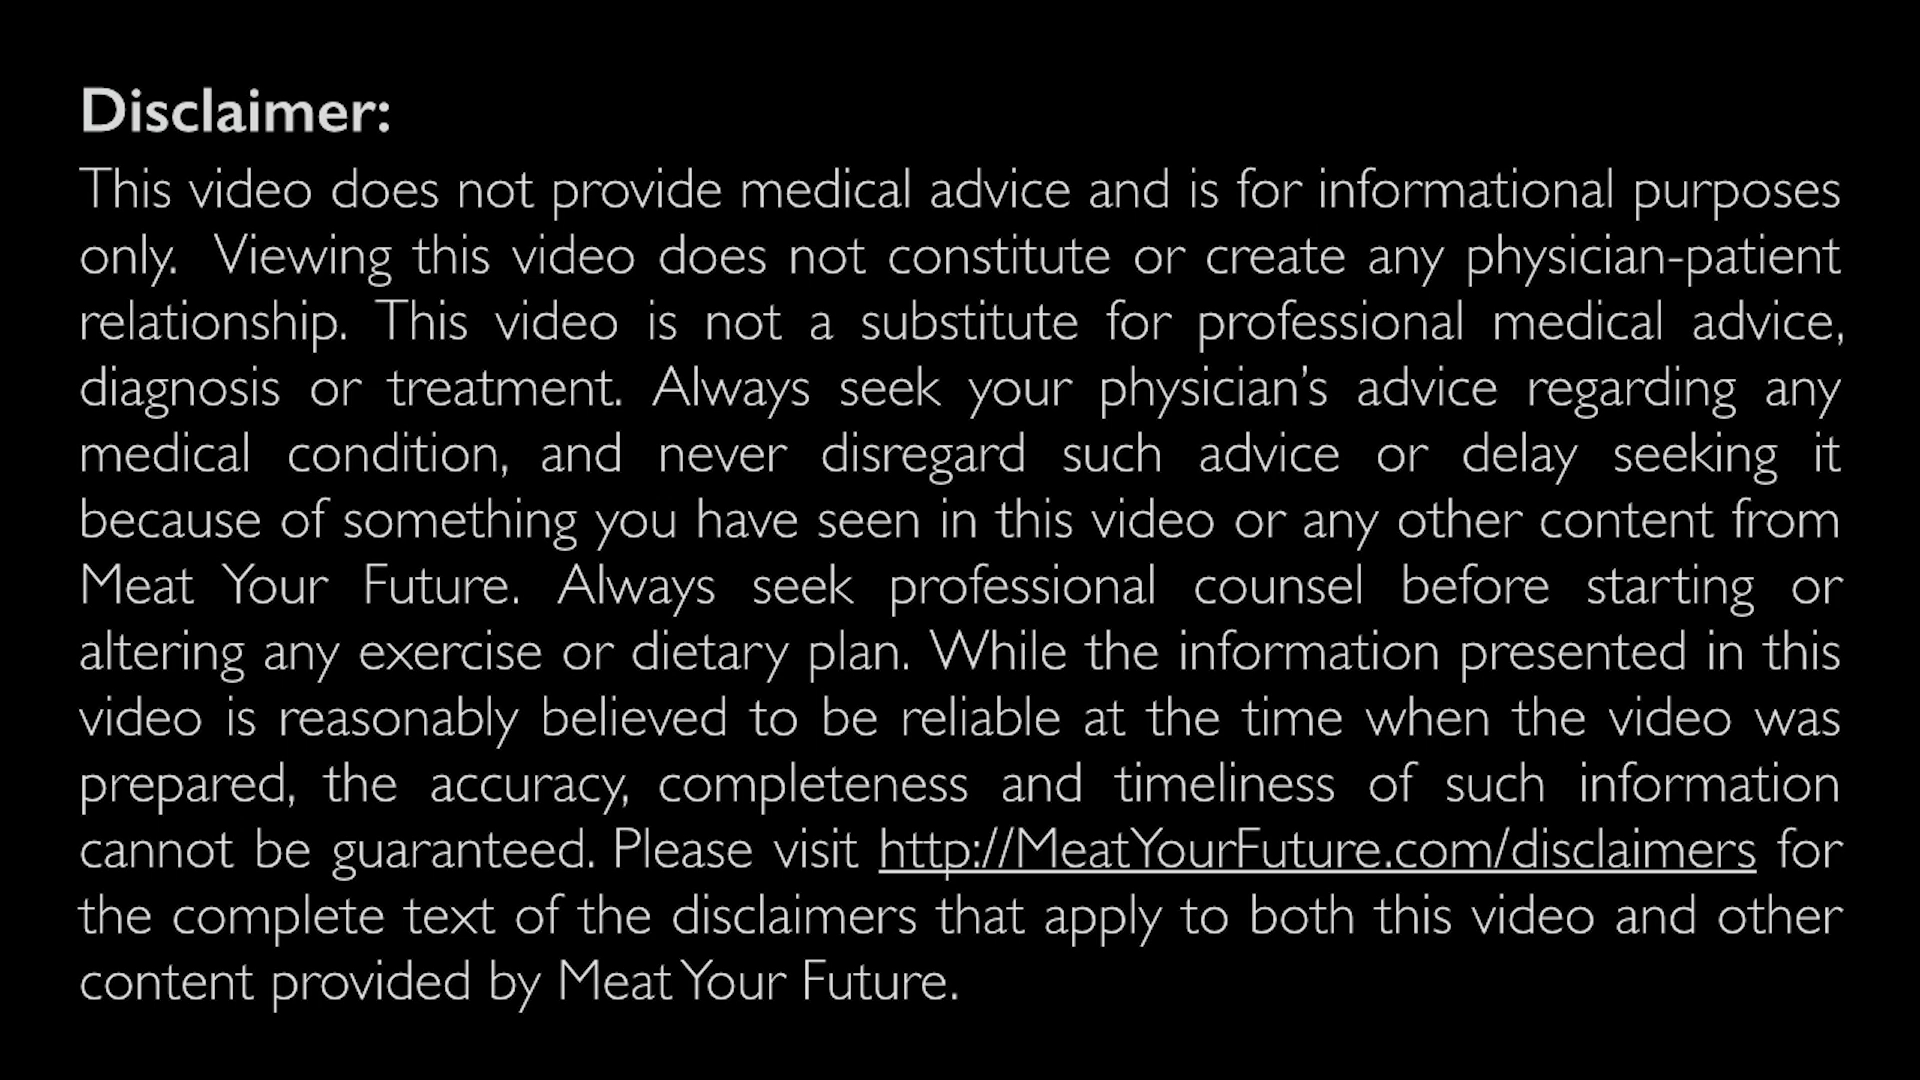 Disclaimer:
This video does not provide medical advice and is for informational purposes
only. Viewing this video does not constitute or create any physician-patient
relationship. This video is not a substitute for professional medical advice,
diagnosis or treatment. Always seek your physician’s advice regarding any
medical condition, and never disregard such advice or delay seeking it
because of something you have seen in this video or any other content from
Meat Your Future. Always seek professional counsel before starting or
altering any exercise or dietary plan. While the information presented in this
video is reasonably believed to be reliable at the time when the video was
prepared, the accuracy, completeness and timeliness of such information
cannot be guaranteed. Please visit http://MeatYourFuture.com/disclaimers for
the complete text of the disclaimers that apply to both this video and other
content provided by Meat Your Future.